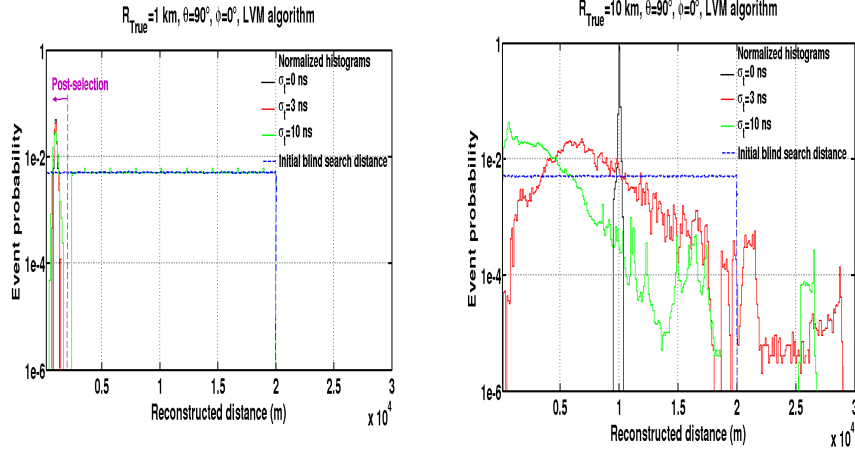 R_True=1 km, θ=90°, ϕ=0°, LVM algorithm
Event probability
1
1e-2
1e-4
1e-6
Post-selection
Normalized histograms
σ_t=0 ns
σ_t=3 ns
σ_t=10 ns
Initial blind search distance
0.5 1 1.5 2 2.5 3
Reconstructed distance (m)
x 10^4
R_True=10 km, θ=90°, ϕ=0°, LVM algorithm
Event probability
1
1e-2
1e-4
1e-6
Normalized histograms
σ_t=0 ns
σ_t=3 ns
σ_t=10 ns
Initial blind search distance
0.5 1 1.5 2 2.5 3
Reconstructed distance (m)
x 10^4